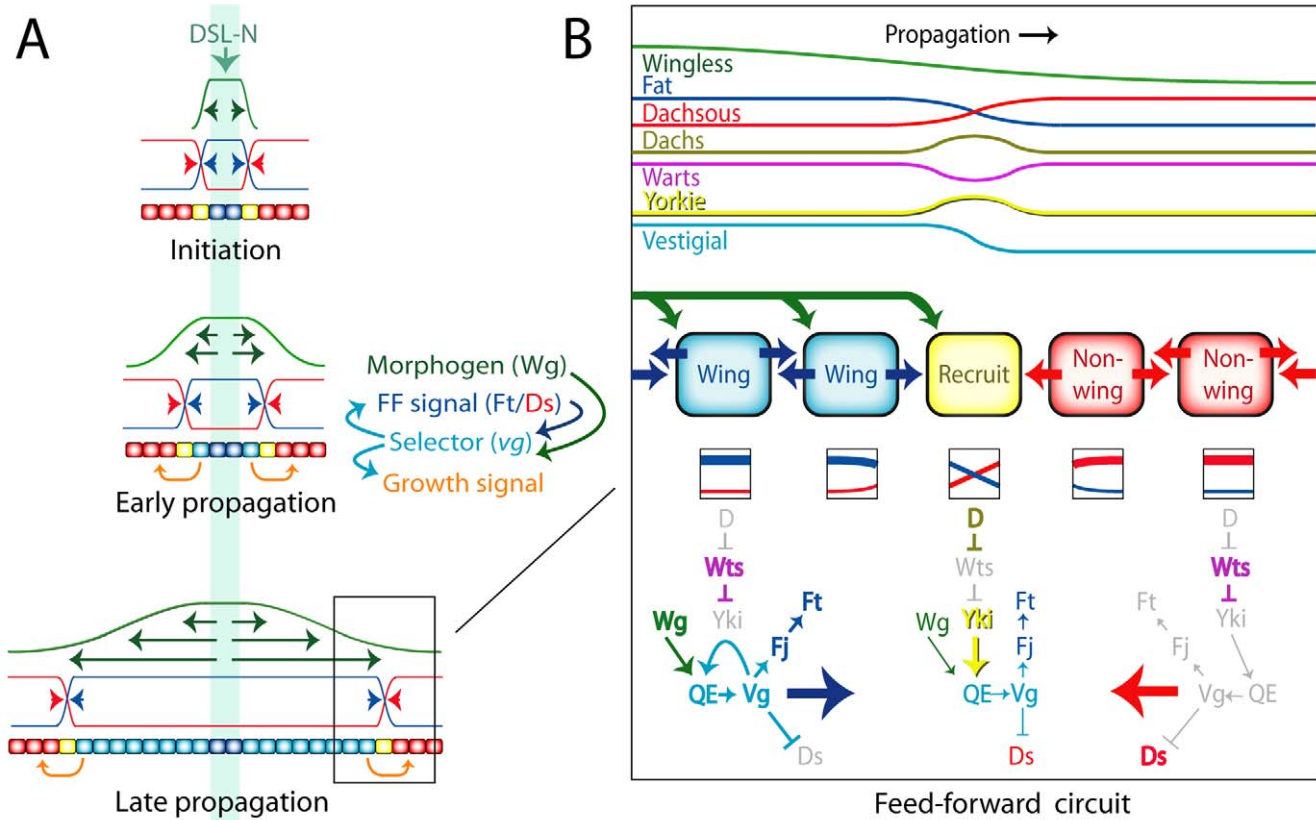 A
DSL-N
Initiation
Morphogen (Wg)
FF signal (Ft/Ds)
Selector (vg)
Growth signal
Early propagation
Late propagation
B
Propagation
Wingless
Fat
Dachsous
Dachs
Warts
Yorkie
Vestigial
Wing
Wing
Recruit
Non-
wing
Non-
wing
D
Wts
Yki
Wg
Ft
Fj
QE
Vg
Ds
D
Wts
Yki
Wg
Ft
Fj
QE
Vg
Ds
D
Wts
Yki
Ft
Fj
Vg
QE
Ds
Feed-forward circuit